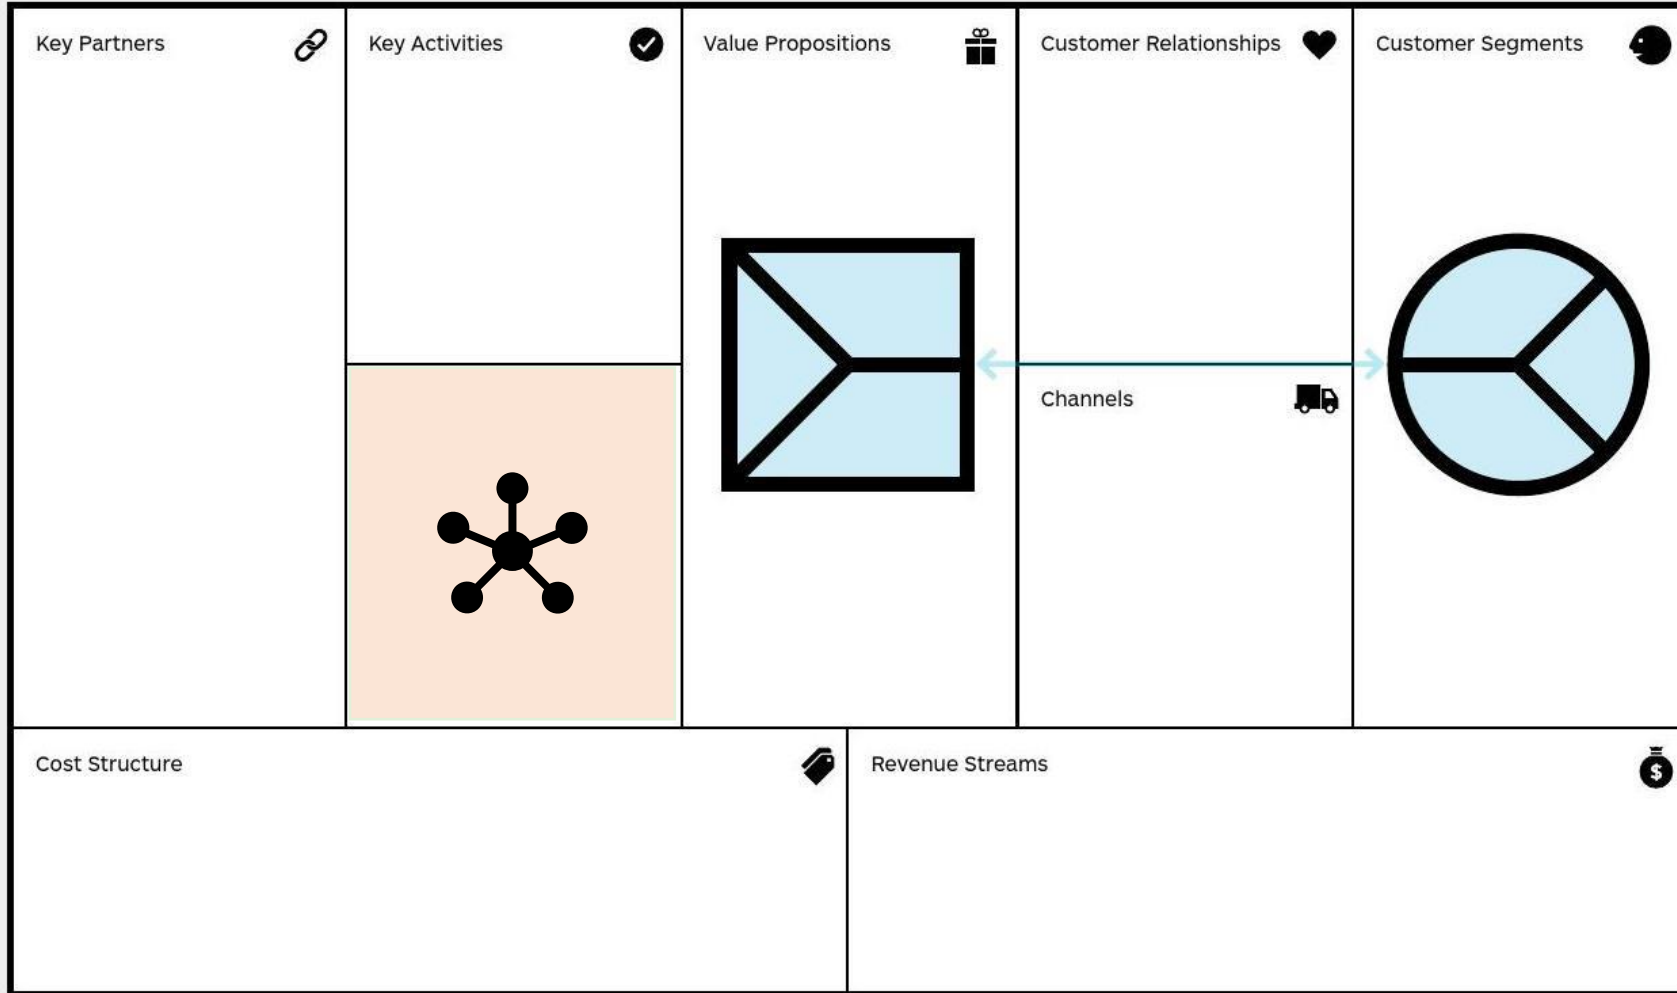 Key Partners
Key Activities
Value Propositions
Customer Relationships
Customer Segments
Channels
Cost Structure
Revenue Streams
$